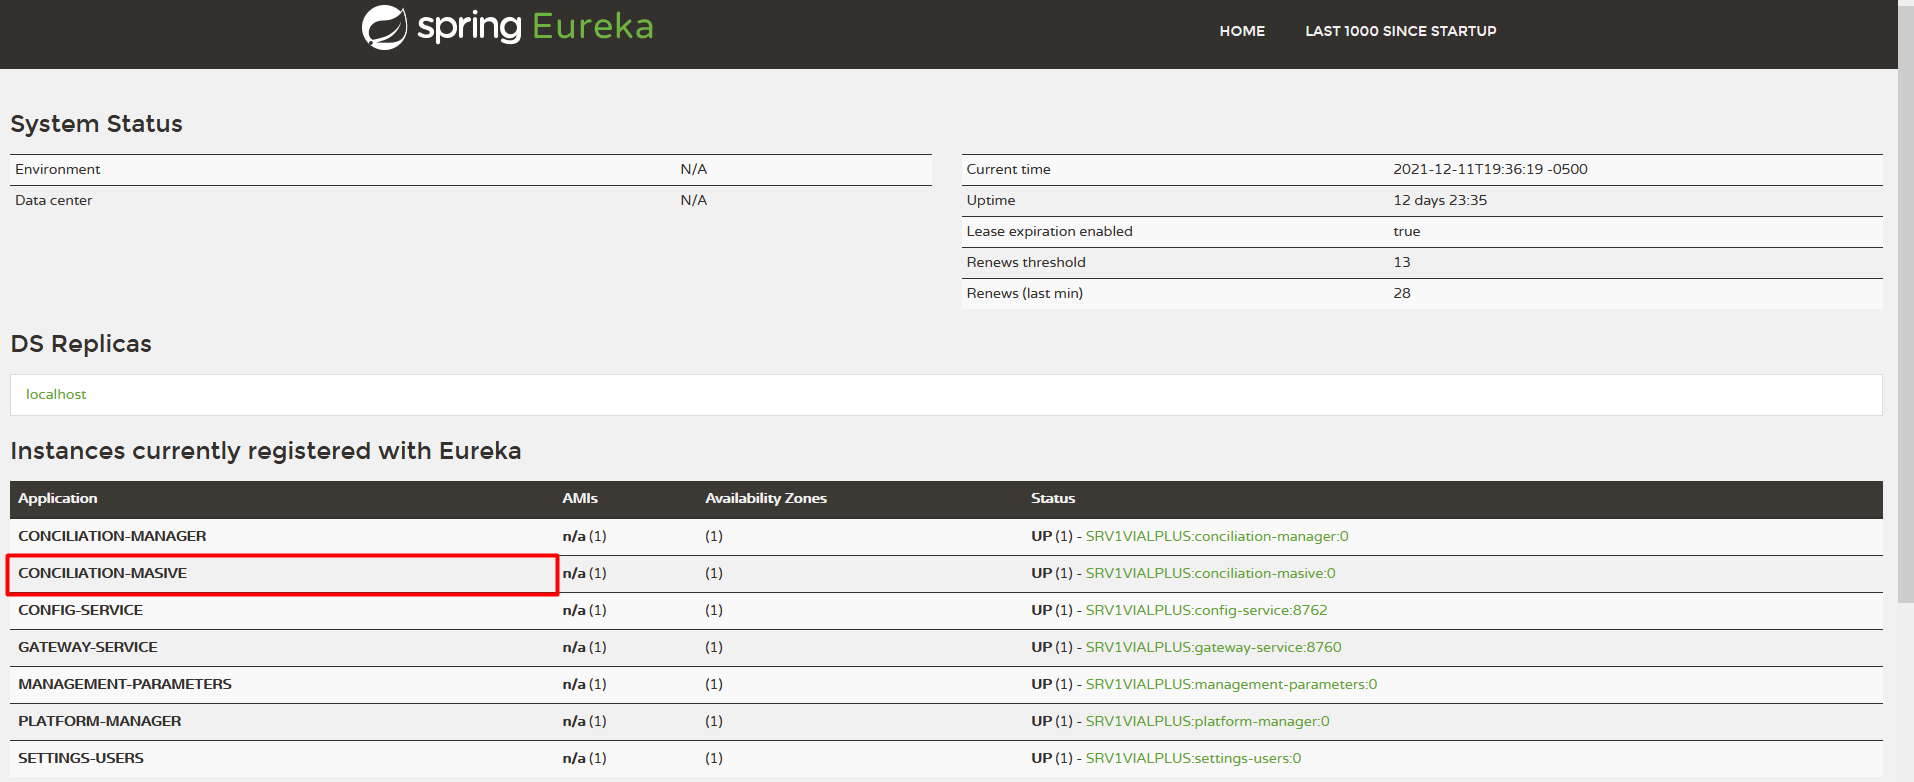 spring Eureka
HOME LAST 1000 SINCE STARTUP
System Status
Environment N/A
Data center N/A
Current time 2021-12-11T19:36:19 -0500
Uptime 12 days 23:35
Lease expiration enabled true
Renews threshold 13
Renews (last min) 28
DS Replicas
localhost
Instances currently registered with Eureka
Application AMIs Availability Zones Status
CONCILIATION-MANAGER n/a (1) (1) UP (1) - SRV1VIALPLUS:conciliation-manager:0
CONCILIATION-MASIVE n/a (1) (1) UP (1) - SRV1VIALPLUS:conciliation-masive:0
CONFIG-SERVICE n/a (1) (1) UP (1) - SRV1VIALPLUS:config-service:8762
GATEWAY-SERVICE n/a (1) (1) UP (1) - SRV1VIALPLUS:gateway-service:8760
MANAGEMENT-PARAMETERS n/a (1) (1) UP (1) - SRV1VIALPLUS:management-parameters:0
PLATFORM-MANAGER n/a (1) (1) UP (1) - SRV1VIALPLUS:platform-manager:0
SETTINGS-USERS n/a (1) (1) UP (1) - SRV1VIALPLUS:settings-users:0